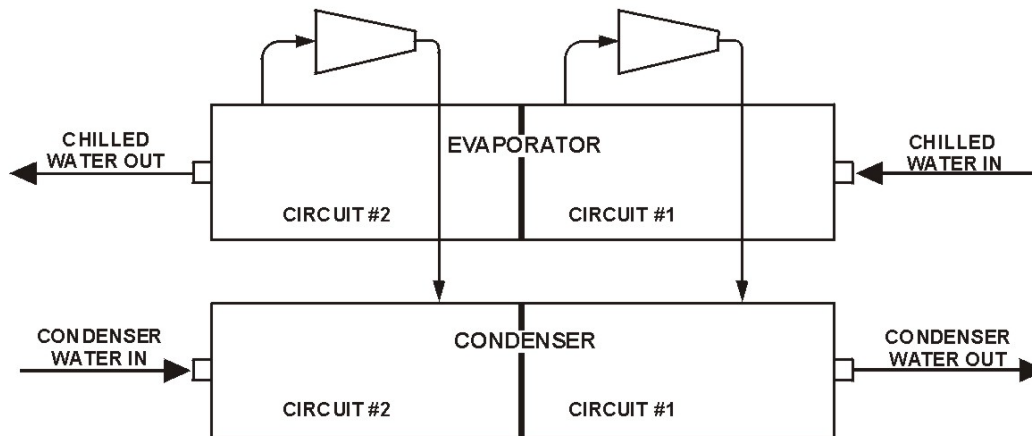 CHILLED
WATER OUT
EVAPORATOR
CHILLED
WATER IN
CIRCUIT #2
CIRCUIT #1
CONDENSER
WATER IN
CONDENSER
CONDENSER
WATER OUT
CIRCUIT #2
CIRCUIT #1